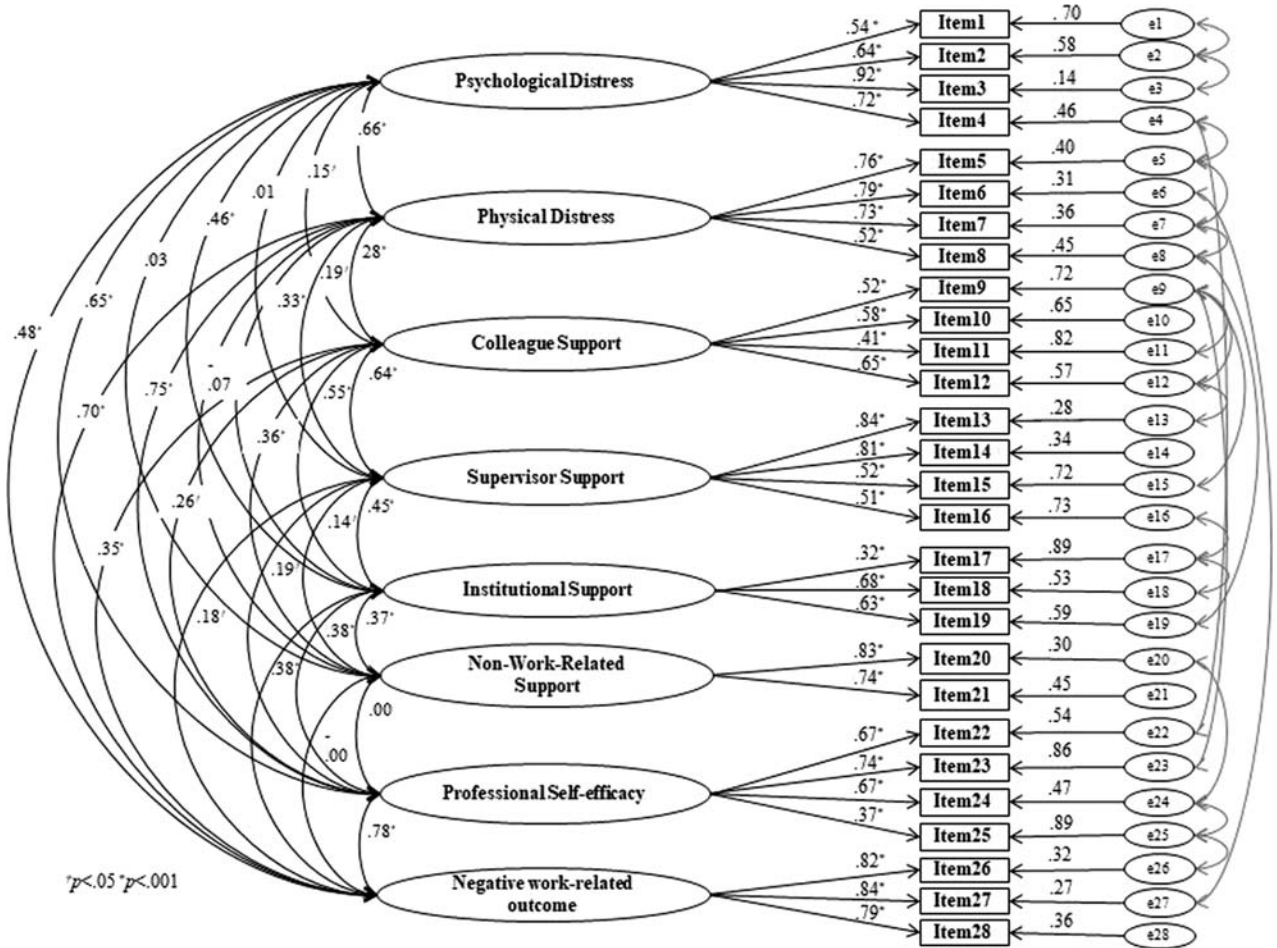 .54* Item1 .70 e1
.64* Item2 .58 e2
Psychological Distress .92* Item3 .14 e3
.72* Item4 .46 e4
.66*
.15†
.01
.46*
.03
.65*
.48*
.76* Item5 .40 e5
.79* Item6 .31 e6
Physical Distress .73* Item7 .36 e7
.52* Item8 .45 e8
.28*
.19†
.33*
-
.07
.75*
.70*
.52* Item9 .72 e9
.58* Item10 .65 e10
Colleague Support .41* Item11 .82 e11
.65* Item12 .57 e12
.64*
.55*
.36*
.26†
.35*
.84* Item13 .28 e13
.81* Item14 .34 e14
Supervisor Support .52* Item15 .72 e15
.51* Item16 .73 e16
.45*
.14†
.19†
.18†
.32* Item17 .89 e17
Institutional Support .68* Item18 .53 e18
.63* Item19 .59 e19
.37*
.38*
.38*
Non-Work-Related
Support
.83* Item20 .30 e20
.74* Item21 .45 e21
.00
-
.00
.67* Item22 .54 e22
.74* Item23 .86 e23
Professional Self-efficacy .67* Item24 .47 e24
.37* Item25 .89 e25
.78*
Negative work-related
outcome
.82* Item26 .32 e26
.84* Item27 .27 e27
.79* Item28 .36 e28
†p<.05 *p<.001